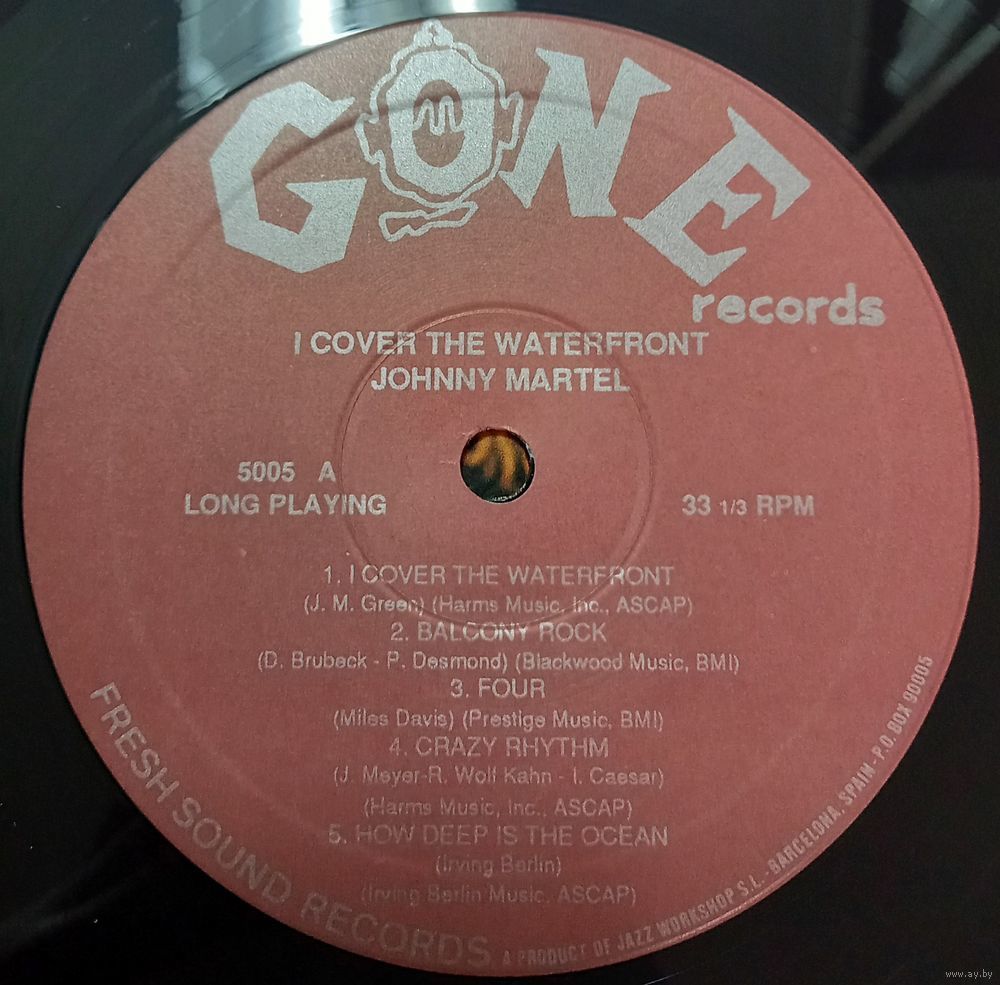 GONE
records
I COVER THE WATERFRONT
JOHNNY MARTEL
5005 A
LONG PLAYING
33 1/3 RPM
1. I COVER THE WATERFRONT
(J. M. Green) (Harms Music, Inc., ASCAP)
2. BALCONY ROCK
(D. Brubeck - P. Desmond) (Blackwood Music, BMI)
3. FOUR
(Miles Davis) (Prestige Music, BMI)
4. CRAZY RHYTHM
(J. Meyer-R. Wolf Kahn - I. Caesar)
(Harms Music, Inc., ASCAP)
5. HOW DEEP IS THE OCEAN
(Irving Berlin)
(Irving Berlin Music, ASCAP)
FRESH SOUND RECORDS
A PRODUCT OF JAZZ WORKSHOP S.L. - BARCELONA, SPAIN - P.O. BOX 90005
www.ay.by